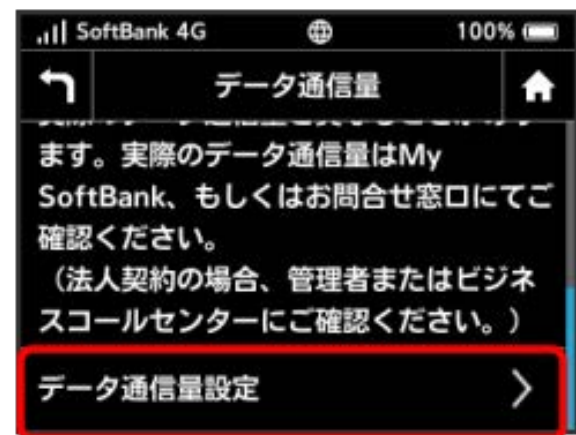 SoftBank 4G 100%
データ通信量
ます。実際のデータ通信量はMy
SoftBank、もしくはお問合せ窓口にてご
確認ください。
（法人契約の場合、管理者またはビジネ
スコールセンターにご確認ください。）
データ通信量設定